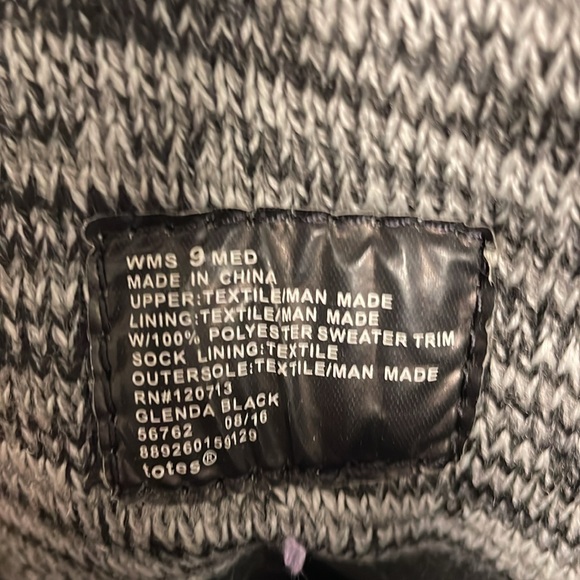 WMS 9 MED
MADE IN CHINA
UPPER:TEXTILE/MAN MADE
LINING:TEXTILE/MAN MADE
W/100% POLYESTER SWEATER TRIM
SOCK LINING:TEXTILE
OUTERSOLE:TEXTILE/MAN MADE
RN#120713
GLENDA BLACK
56762 08/16
889260159129
totes®